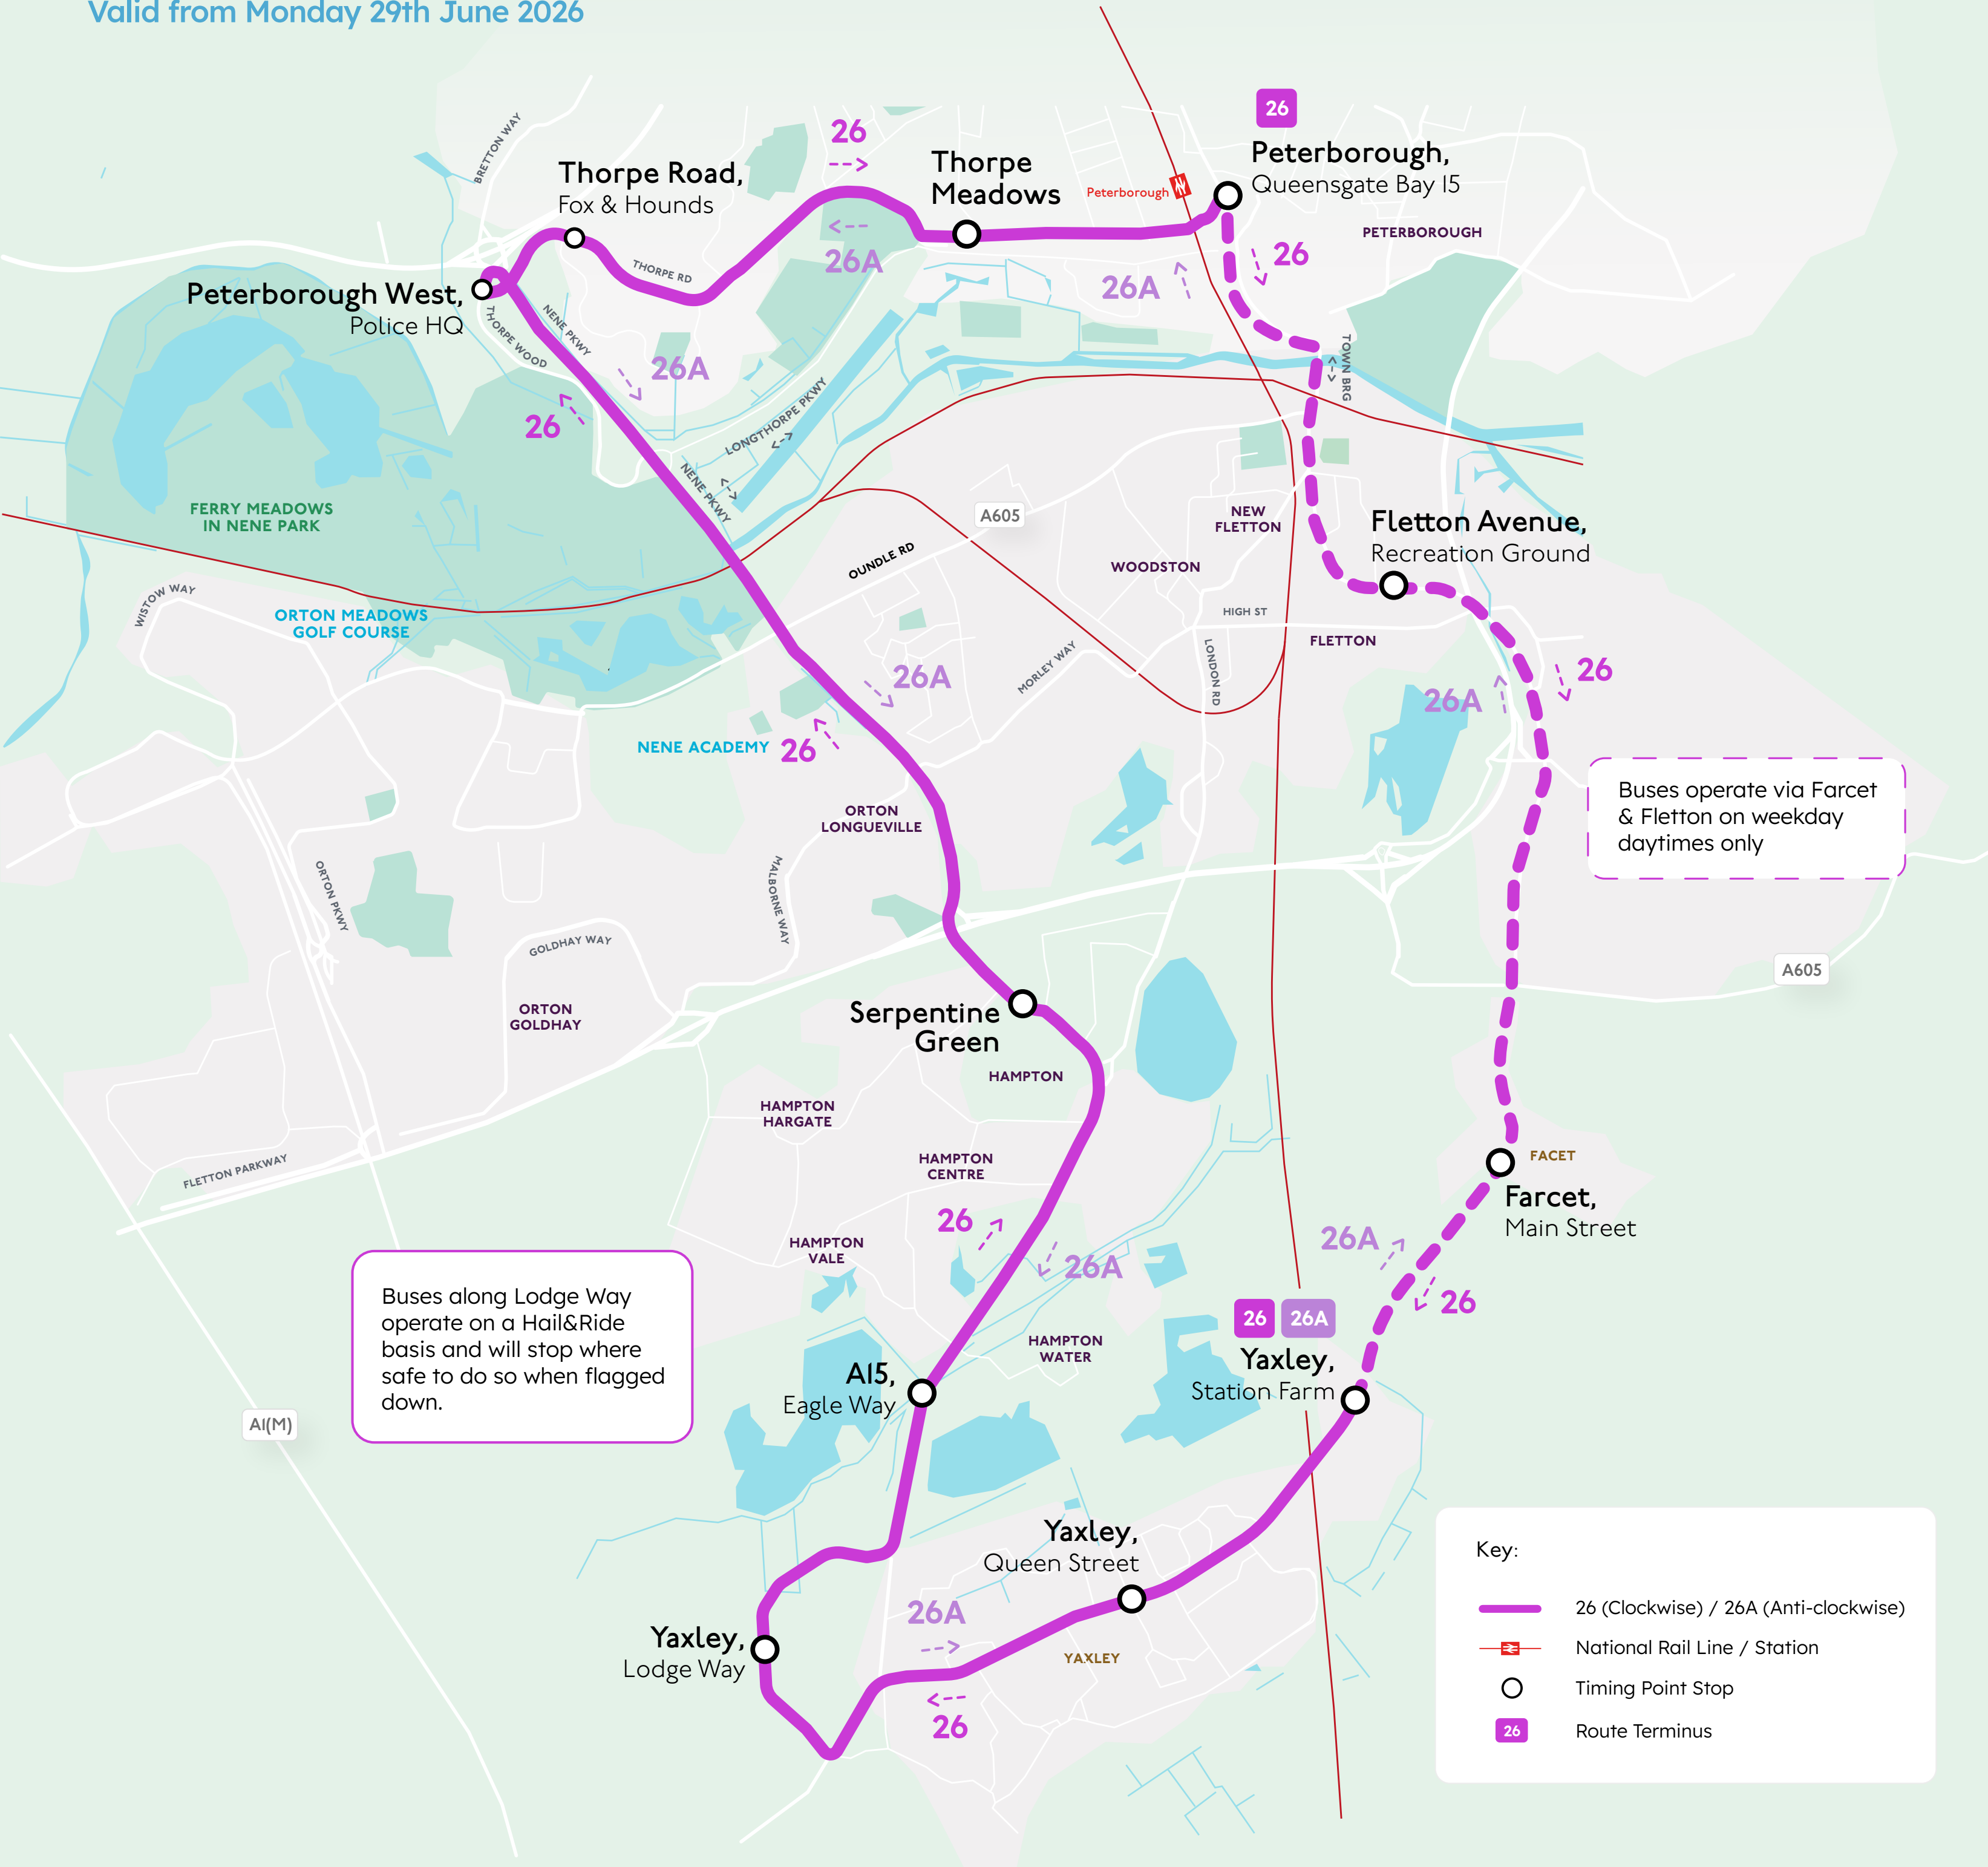 Valid from Monday 29th June 2026
26
Peterborough,
Queensgate Bay 15
Peterborough
PETERBOROUGH
26
26A
Thorpe
Meadows
26
26A
Thorpe Road,
Fox & Hounds
BRETTON WAY
THORPE RD
Peterborough West,
Police HQ
THORPE WOOD
NENE PKWY
26A
26
26A
26
TOWN BRG
LONGTHORPE PKWY
NENE PKWY
FERRY MEADOWS
IN NENE PARK
A605
OUNDLE RD
NEW
FLETTON
WOODSTON
Fletton Avenue,
Recreation Ground
HIGH ST
FLETTON
LONDON RD
MORLEY WAY
WISTOW WAY
ORTON MEADOWS
GOLF COURSE
26A
26
NENE ACADEMY
26
26A
ORTON
LONGUEVILLE
Buses operate via Farcet
& Fletton on weekday
daytimes only
MALBORNE WAY
ORTON PKWY
GOLDHAY WAY
A605
ORTON
GOLDHAY
Serpentine
Green
HAMPTON
HAMPTON
HARGATE
HAMPTON
CENTRE
FLETTON PARKWAY
FACET
Farcet,
Main Street
26
26A
HAMPTON
VALE
26A
26
Buses along Lodge Way
operate on a Hail&Ride
basis and will stop where
safe to do so when flagged
down.
26 26A
Yaxley,
Station Farm
HAMPTON
WATER
A15,
Eagle Way
A1(M)
Yaxley,
Queen Street
26A
Yaxley,
Lodge Way
YAXLEY
26
Key:
26 (Clockwise) / 26A (Anti-clockwise)
National Rail Line / Station
Timing Point Stop
26
Route Terminus